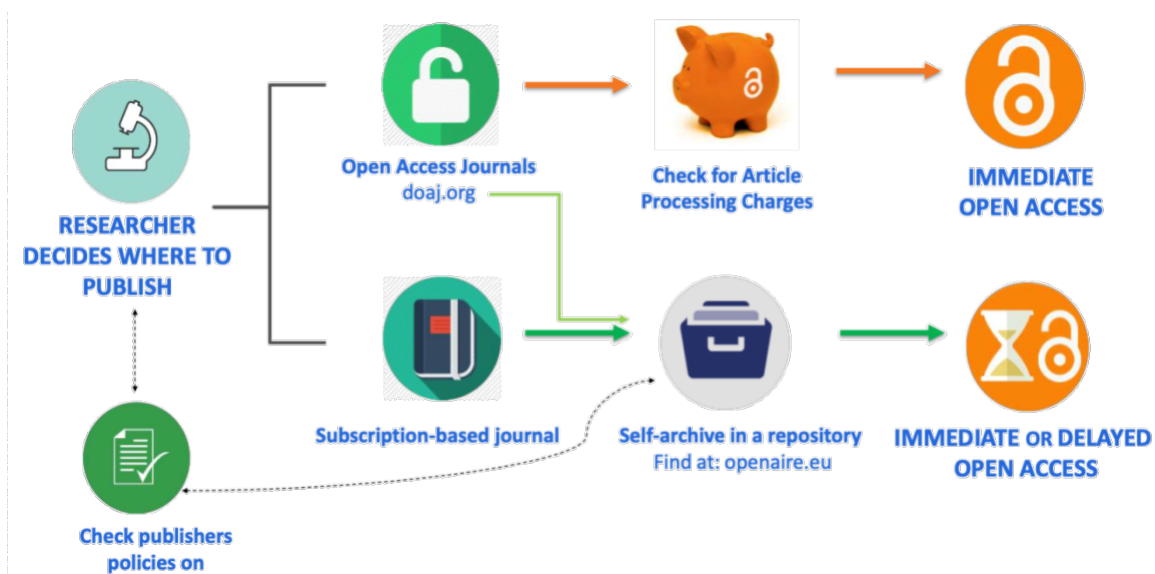 RESEARCHER
DECIDES WHERE TO
PUBLISH
Open Access Journals
doaj.org
Check for Article
Processing Charges
IMMEDIATE
OPEN ACCESS
Subscription-based journal
Self-archive in a repository
Find at: openaire.eu
IMMEDIATE OR DELAYED
OPEN ACCESS
Check publishers
policies on